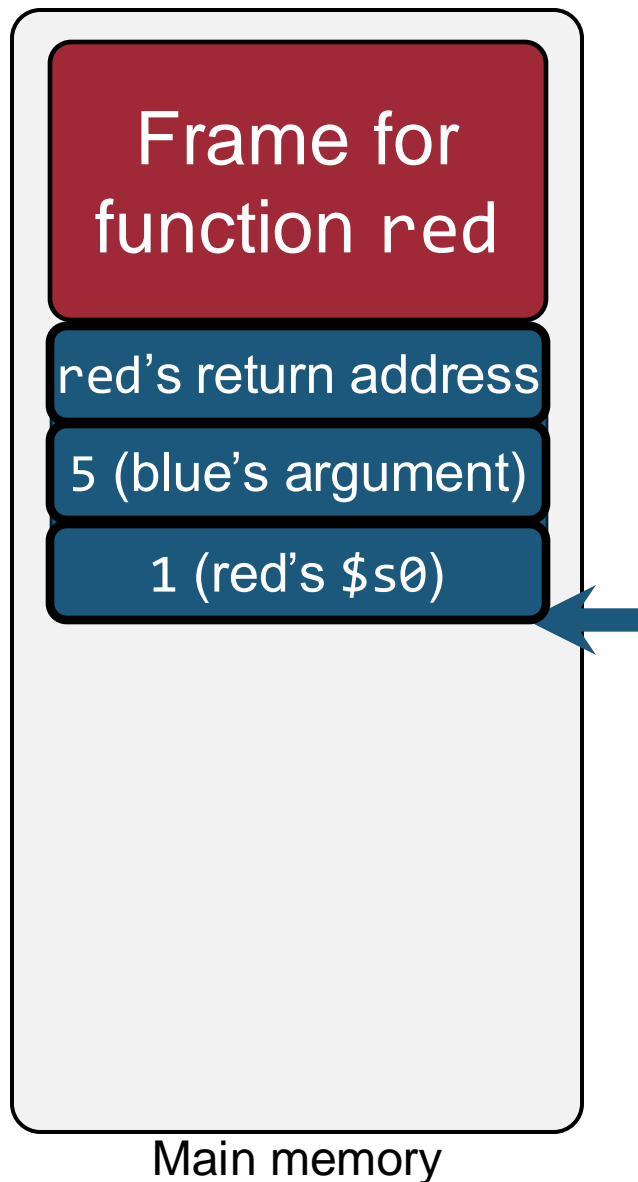 Frame for
function red
red’s return address
5 (blue’s argument)
1 (red’s $s0)
Main memory